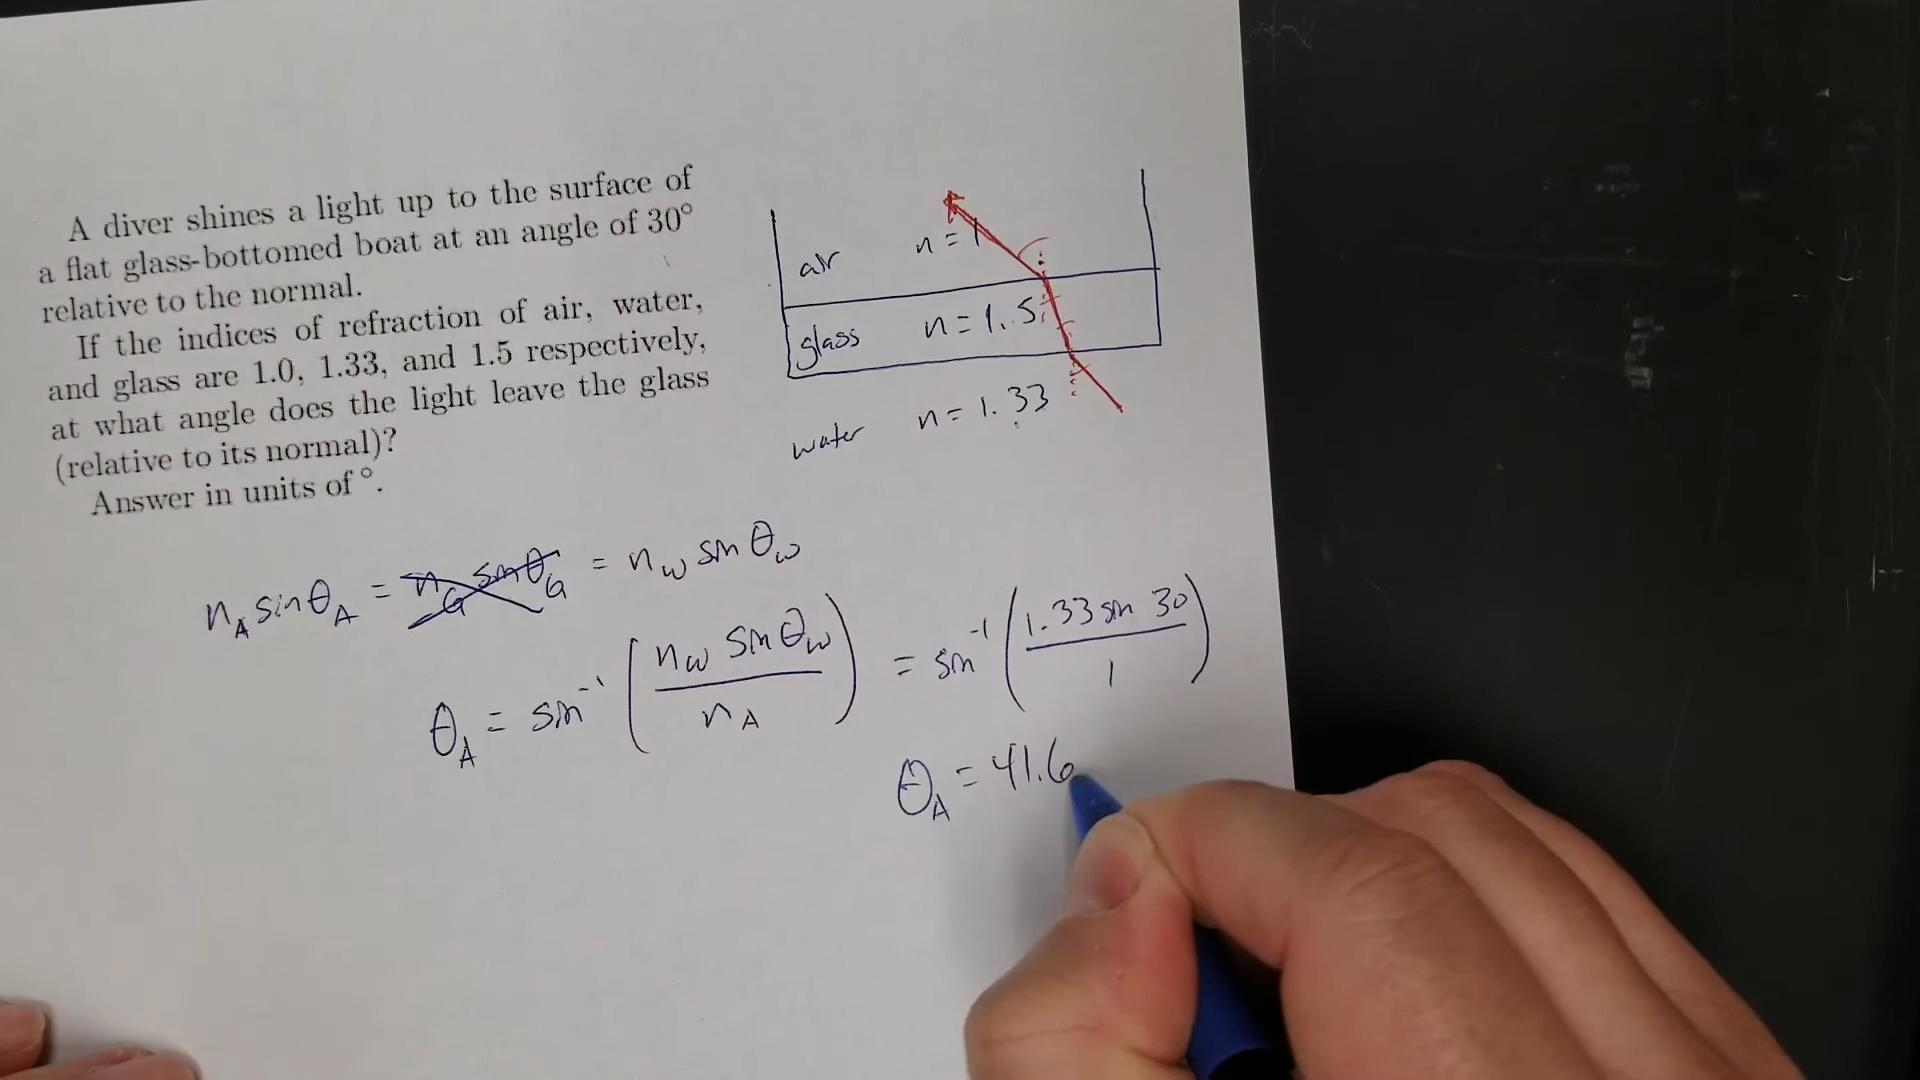 A diver shines a light up to the surface of
a flat glass-bottomed boat at an angle of 30°
relative to the normal.
If the indices of refraction of air, water,
and glass are 1.0, 1.33, and 1.5 respectively,
at what angle does the light leave the glass
(relative to its normal)?
Answer in units of °.
air n = 1
glass n = 1.5
water n = 1.33
n_A sin θ_A = n_G sin θ_G = n_w sin θ_w
θ_A = sin⁻¹ (n_w sin θ_w / n_A) = sin⁻¹ (1.33 sin 30 / 1)
θ_A = 41.6